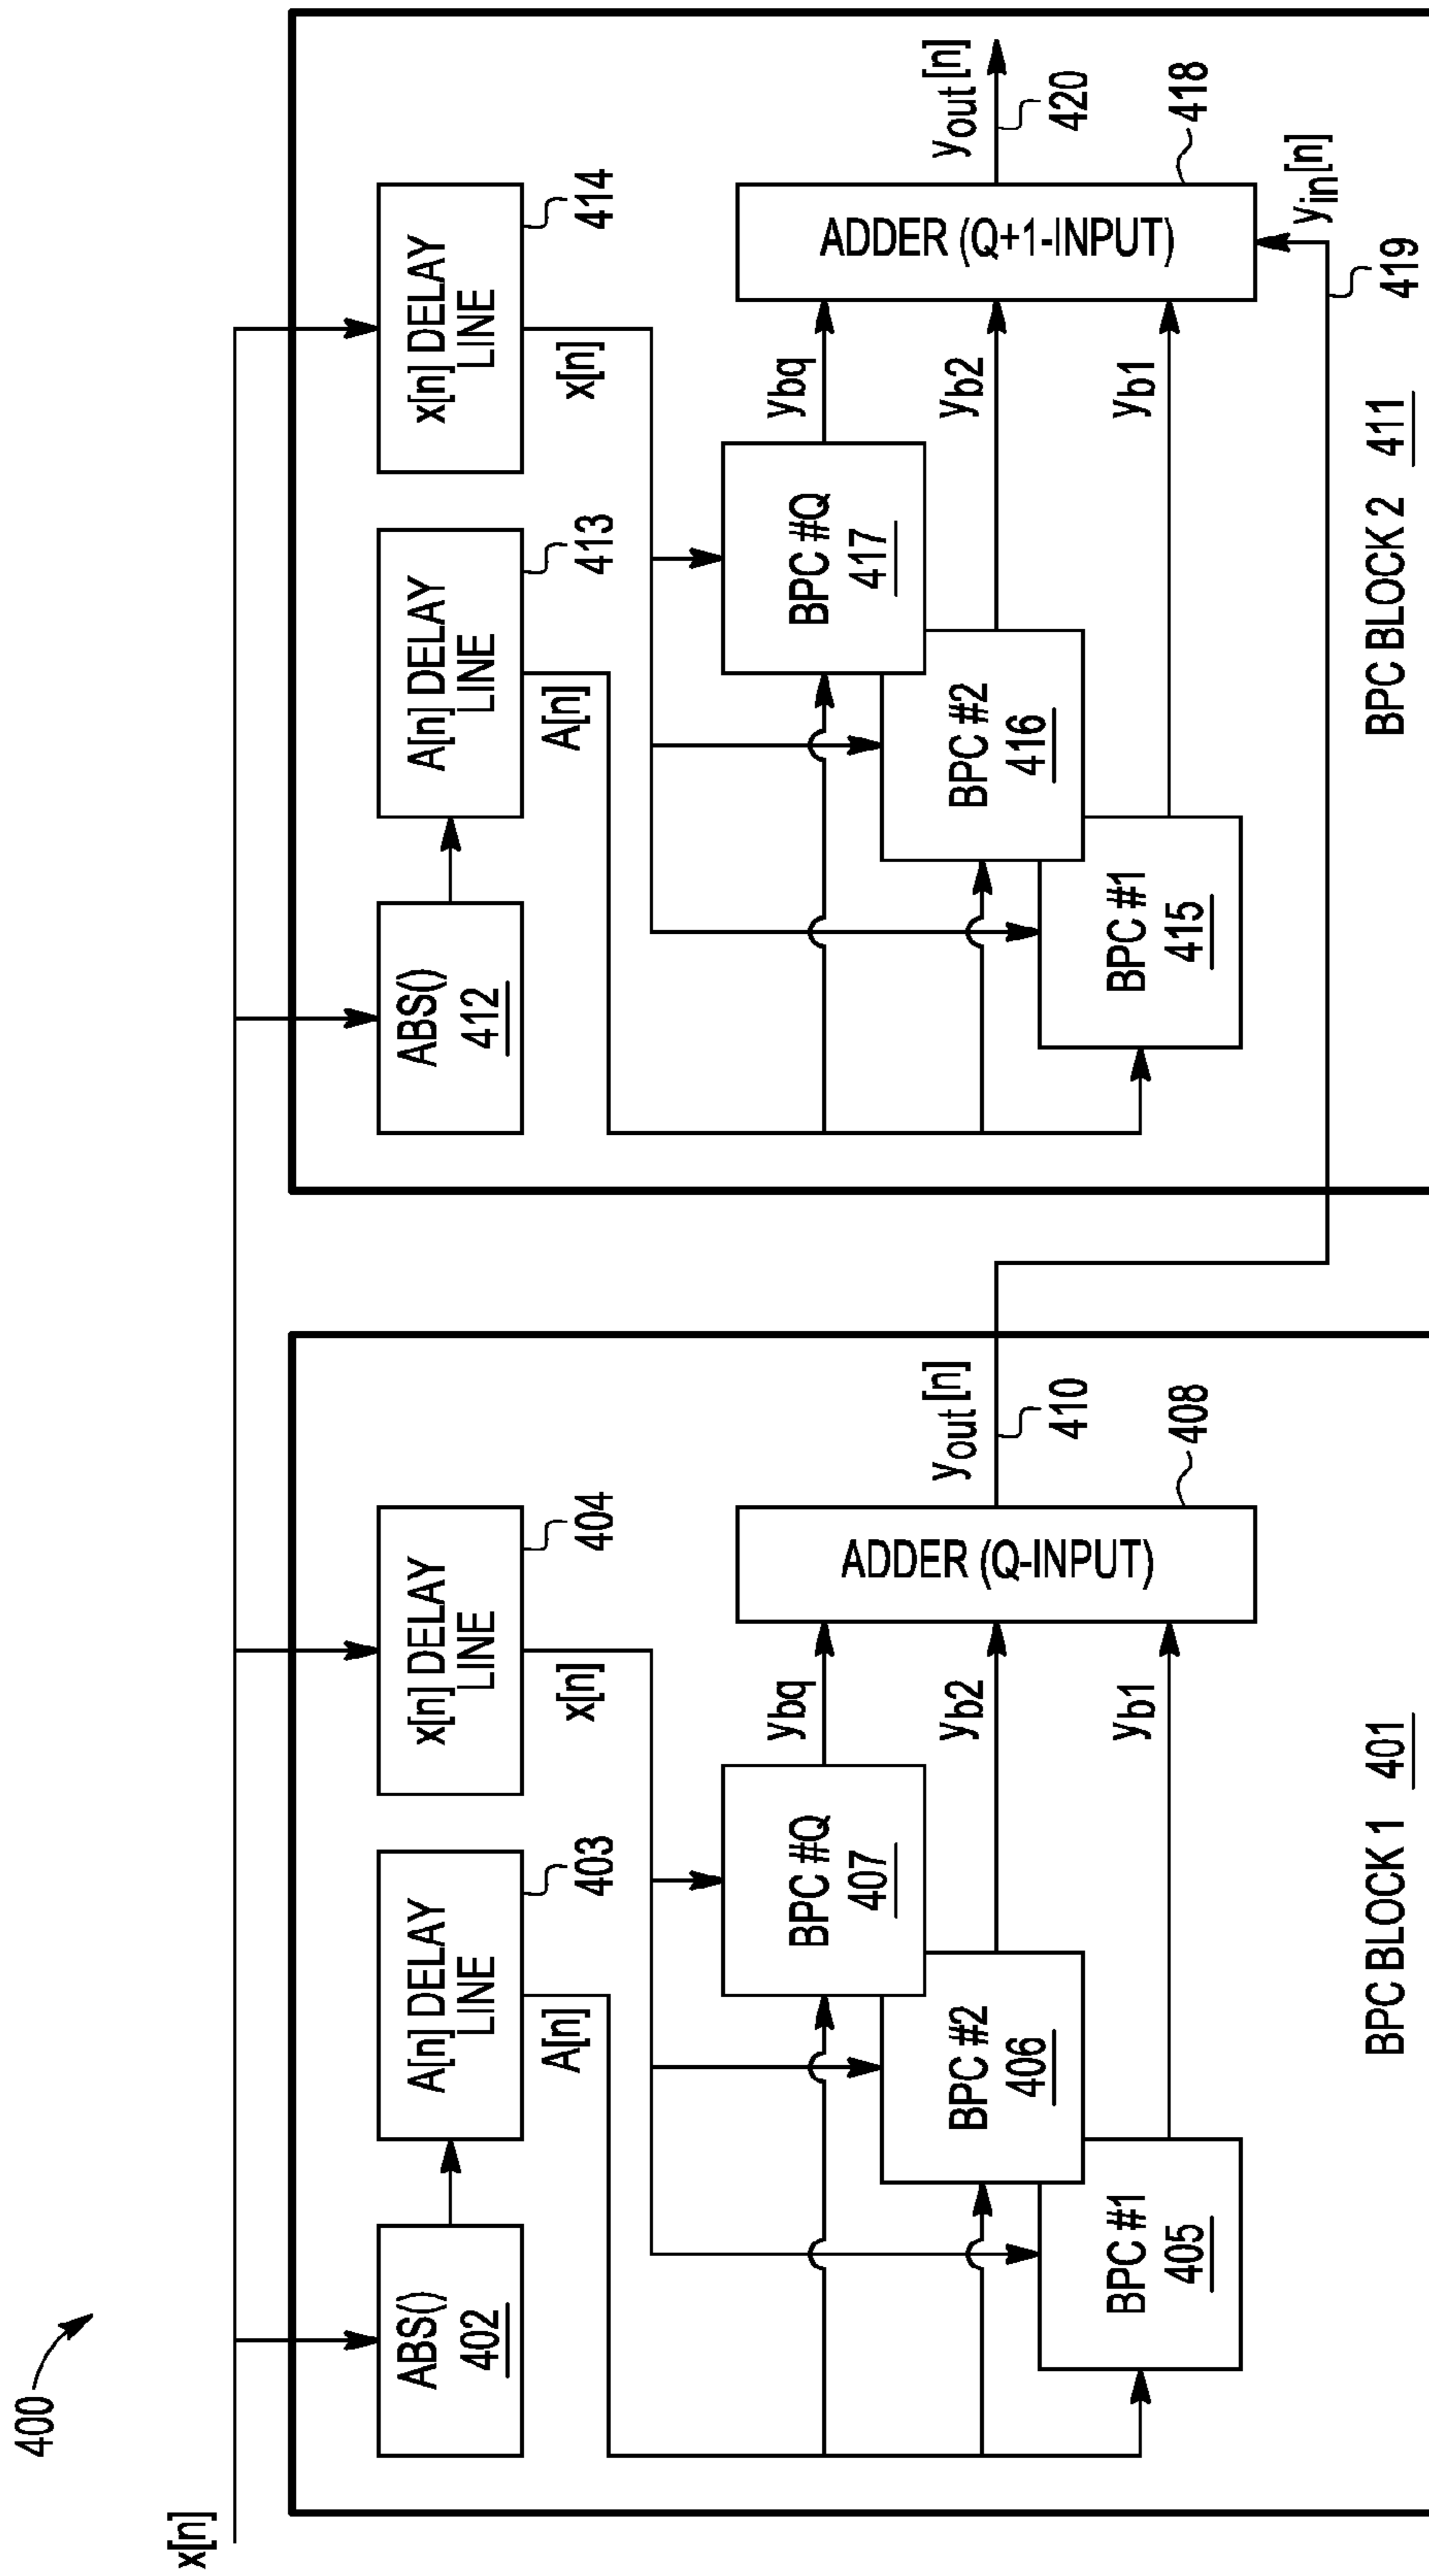 400
x[n]
ABS()
402
A[n] DELAY
LINE
403
x[n] DELAY
LINE
404
A[n]
x[n]
BPC #Q
407
BPC #2
406
BPC #1
405
ybq
yb2
yb1
ADDER (Q-INPUT)
408
yout[n]
410
BPC BLOCK 1 401
ABS()
412
A[n] DELAY
LINE
413
x[n] DELAY
LINE
414
A[n]
x[n]
BPC #Q
417
BPC #2
416
BPC #1
415
ybq
yb2
yb1
ADDER (Q+1-INPUT)
418
yout[n]
420
yin[n]
419
BPC BLOCK 2 411